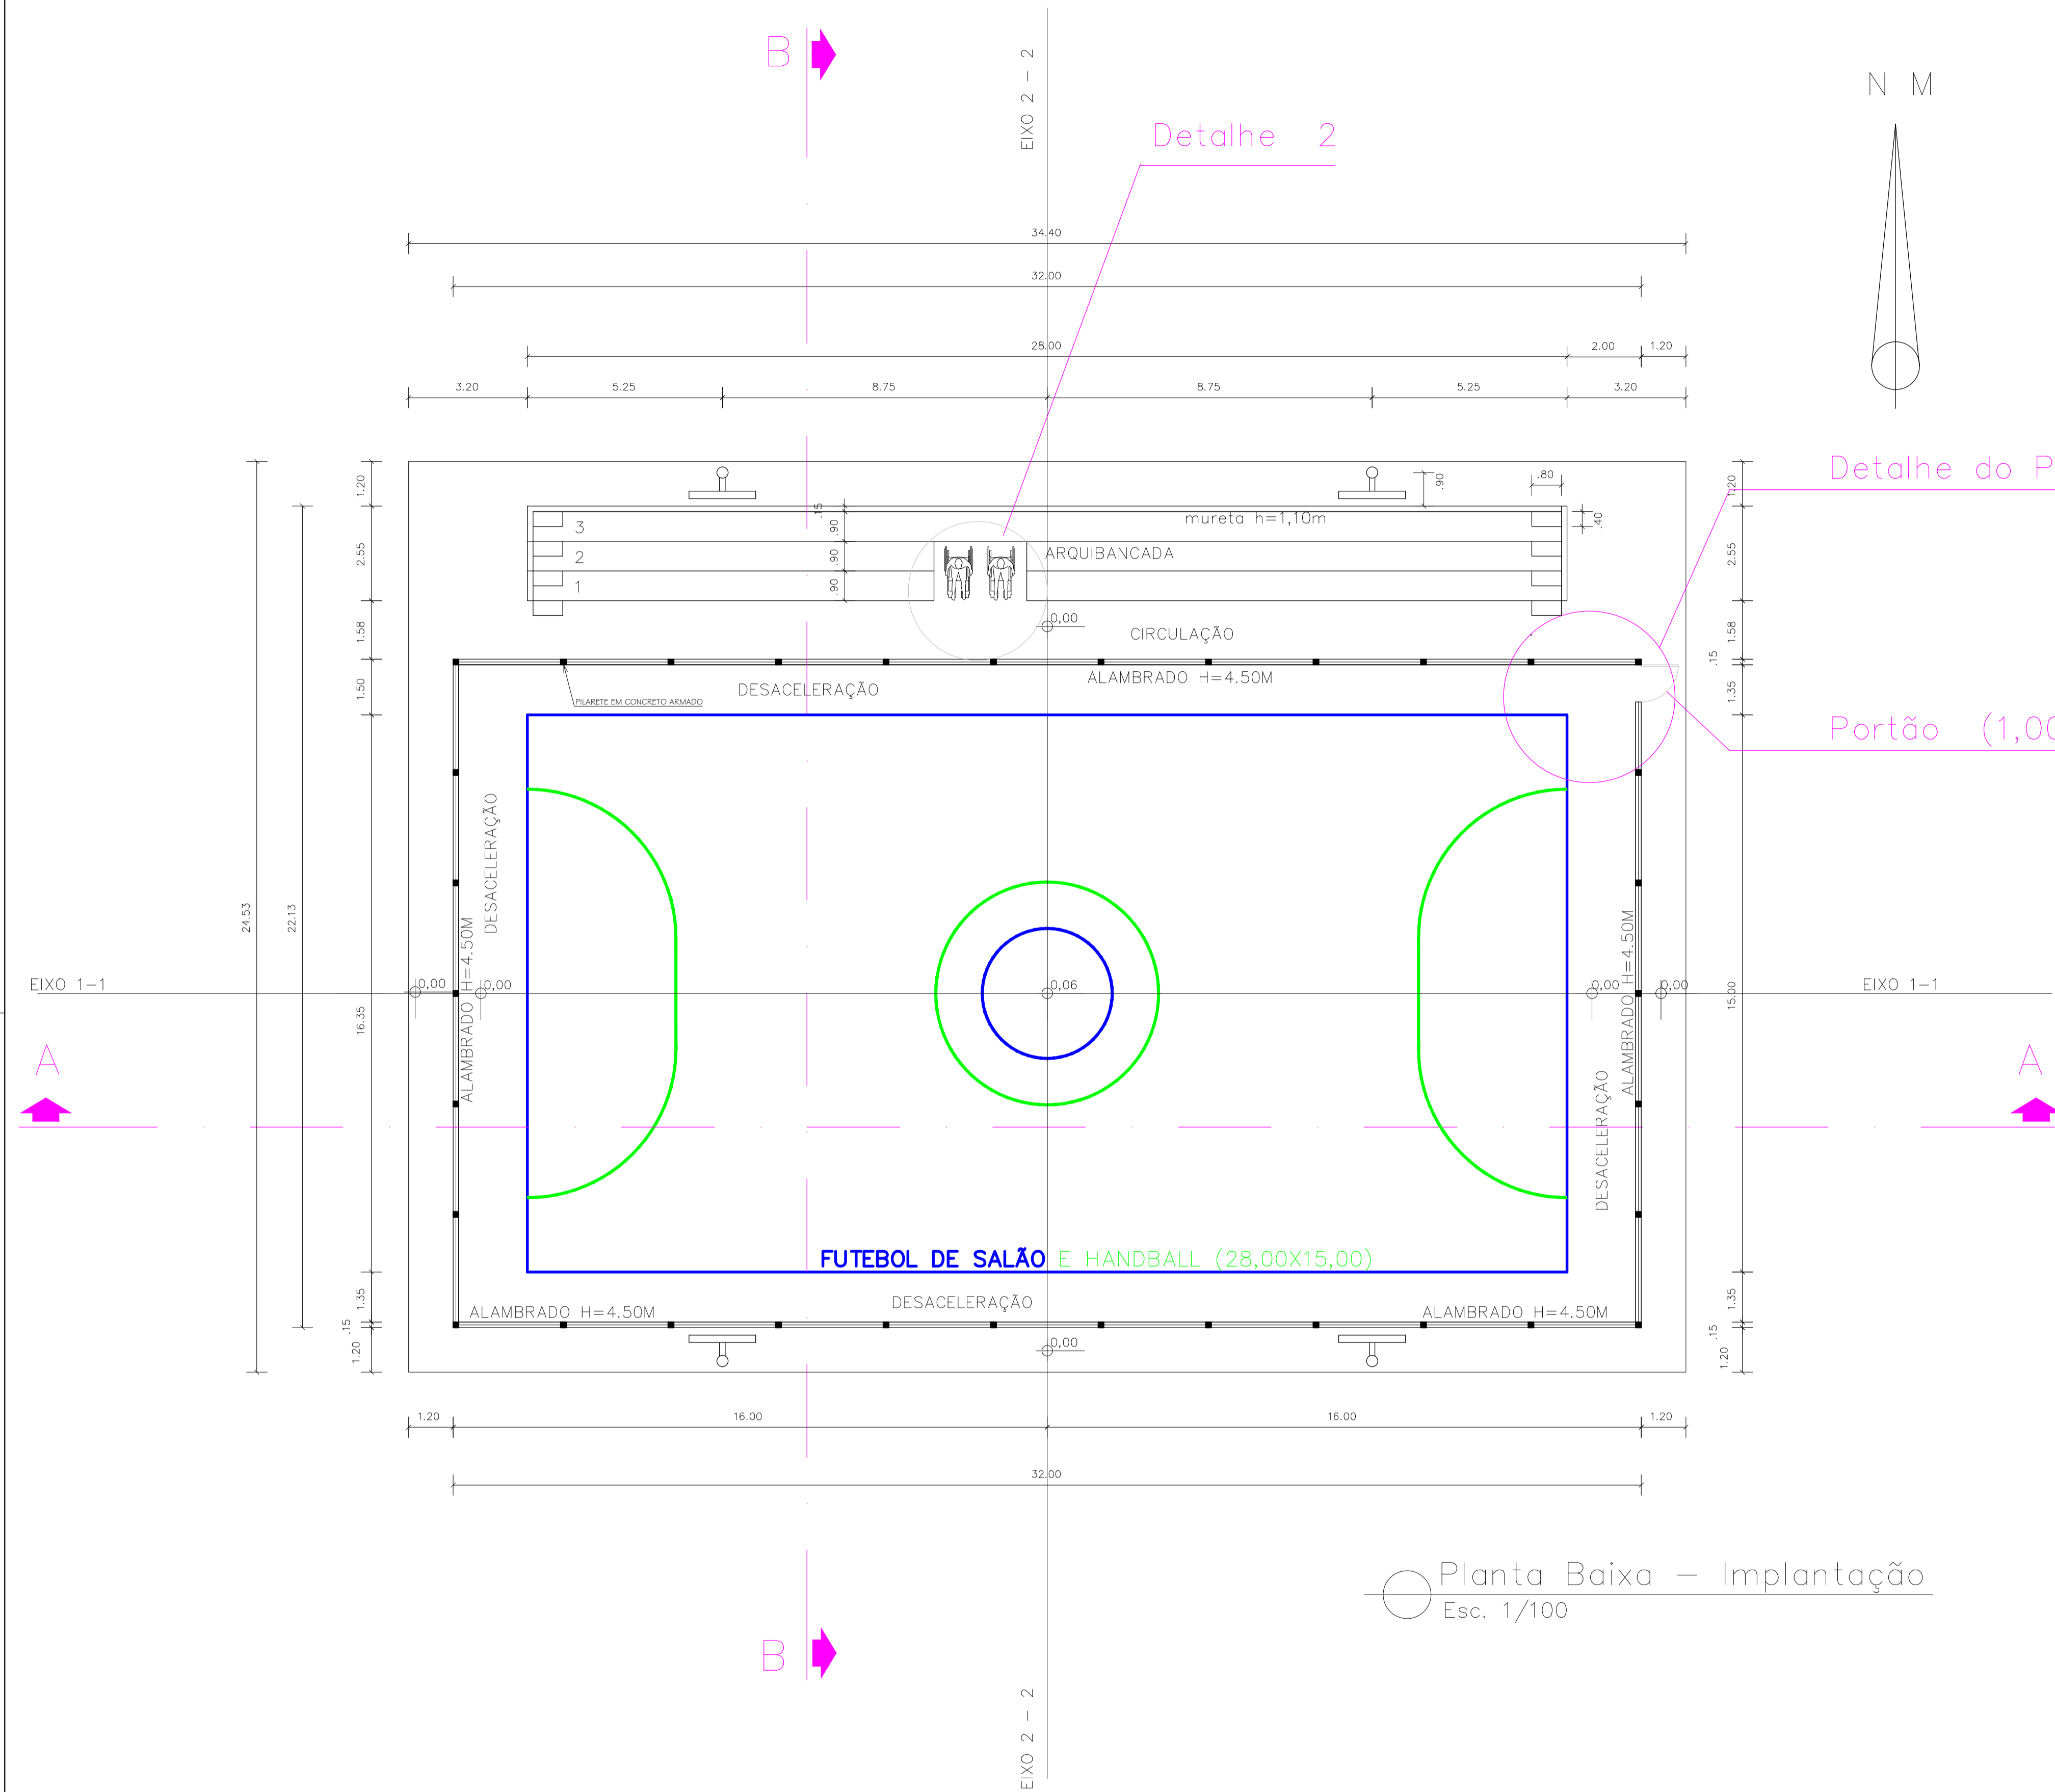 B
EIXO 2 - 2
N M
Detalhe 2
34.40
32.00
28.00
2.00
1.20
3.20
5.25
8.75
8.75
5.25
3.20
Detalhe do P
1.20
.90
.80
1.20
.15
mureta h=1,10m
.40
3
.90
2.55
2
.90
ARQUIBANCADA
2.55
1
.90
0,00
1.58
CIRCULAÇÃO
1.58
.15
ALAMBRADO H=4.50M
DESACELERAÇÃO
1.50
PILARETE EM CONCRETO ARMADO
1.35
Portão (1,00
DESACELERAÇÃO
24.53
22.13
ALAMBRADO H=4.50M
ALAMBRADO H=4.50M
EIXO 1-1
0,00
0,00
0,06
0,00
0,00
EIXO 1-1
16.35
15.00
A
A
DESACELERAÇÃO
FUTEBOL DE SALÃO E HANDBALL (28,00X15,00)
1.35
DESACELERAÇÃO
1.35
ALAMBRADO H=4.50M
ALAMBRADO H=4.50M
.15
.15
0,00
1.20
1.20
1.20
16.00
16.00
1.20
32.00
Planta Baixa - Implantação
Esc. 1/100
B
EIXO 2 - 2